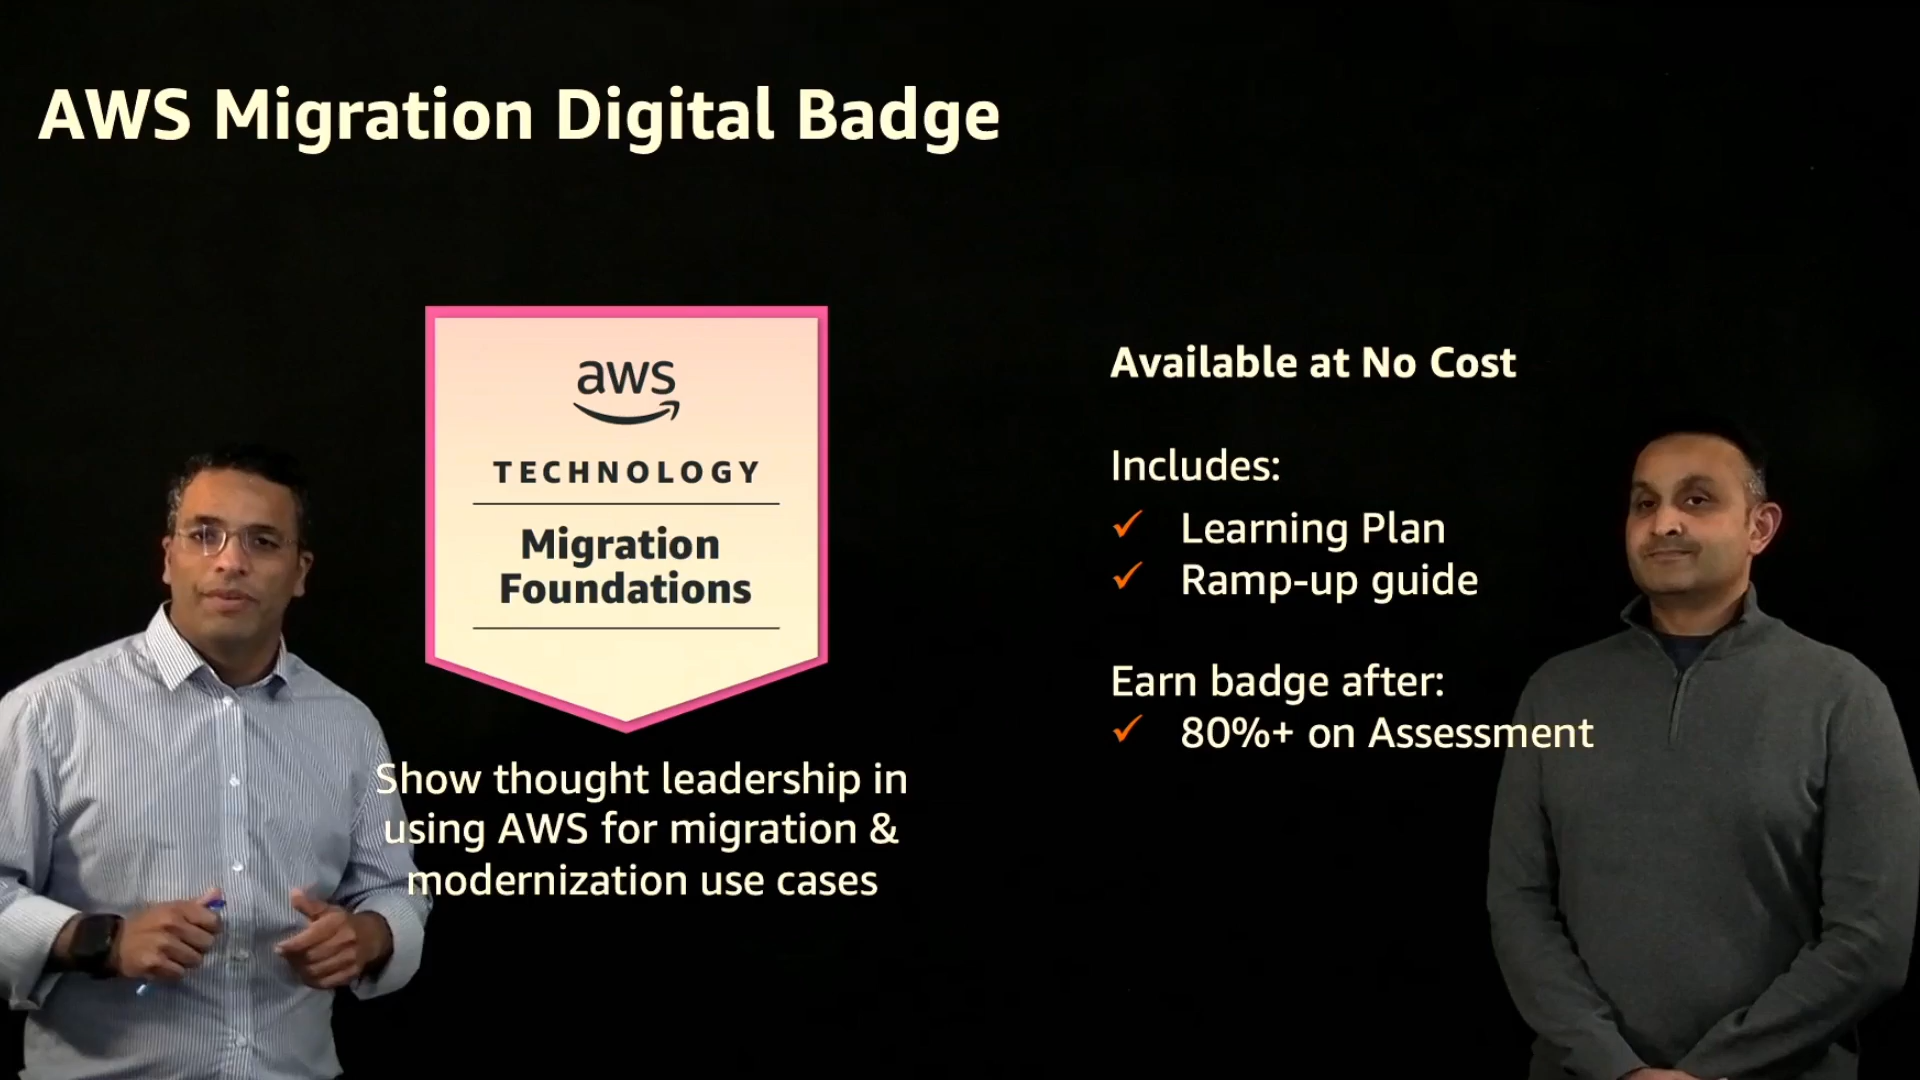 AWS Migration Digital Badge
aws
TECHNOLOGY
Migration
Foundations
Show thought leadership in
using AWS for migration &
modernization use cases
Available at No Cost
Includes:
✓ Learning Plan
✓ Ramp-up guide
Earn badge after:
✓ 80%+ on Assessment